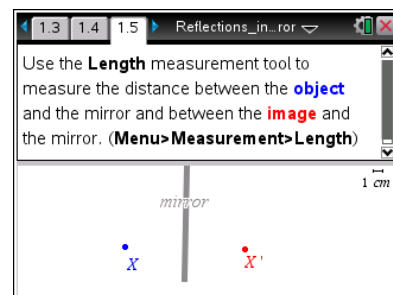 1.3 1.4 1.5 Reflections_in...ror
Use the Length measurement tool to
measure the distance between the object
and the mirror and between the image and
the mirror. (Menu>Measurement>Length)
1 cm
mirror
X X'